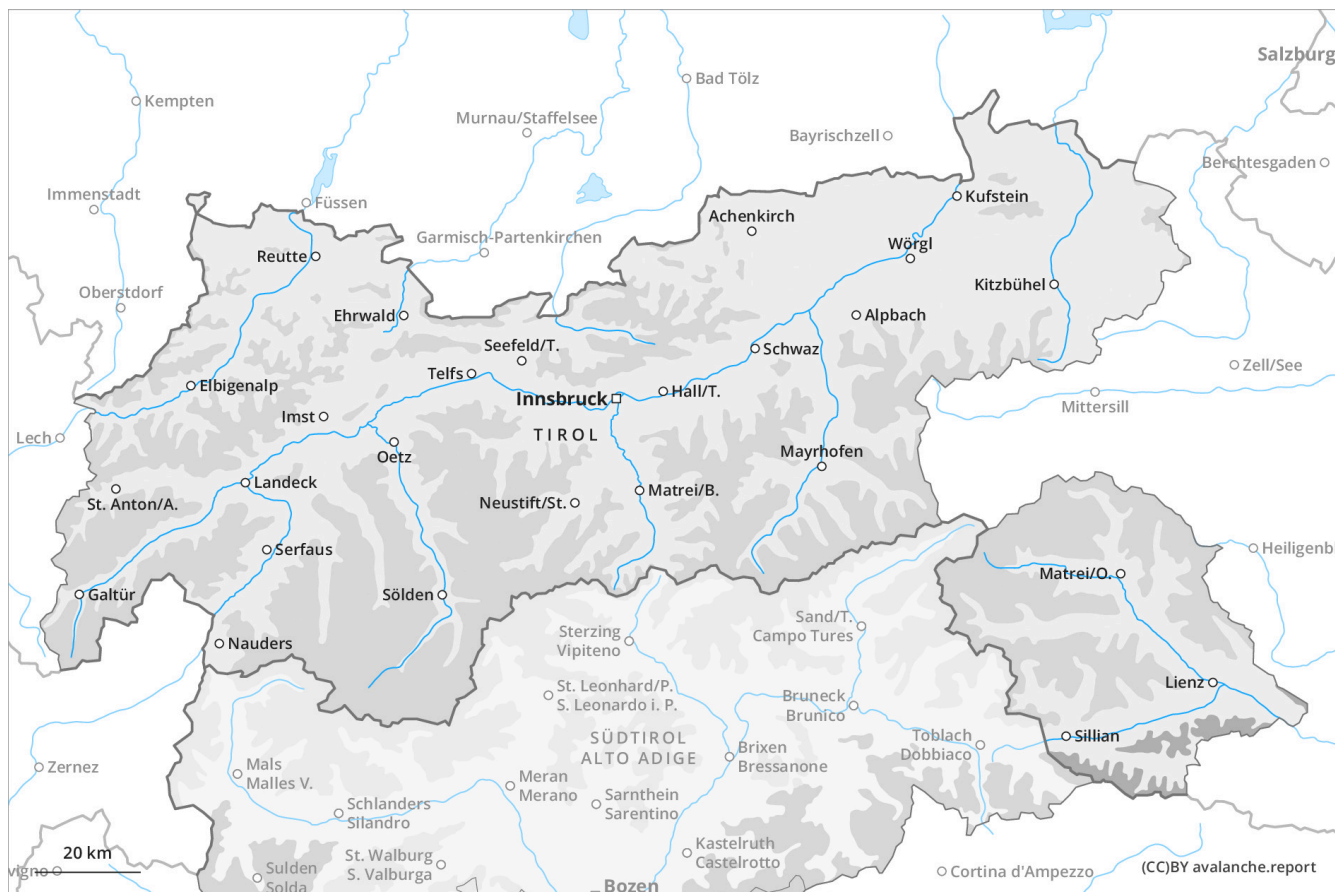 Salzburg
Bad Tölz
Kempten
Murnau/Staffelsee
Bayrischzell
Berchtesgaden
Immenstadt
Füssen
Kufstein
Achenkirch
Garmisch-Partenkirchen
Wörgl
Reutte
Kitzbühel
Oberstdorf
Ehrwald
Alpbach
Seefeld/T.
Schwaz
Zell/See
Telfs
Elbigenalp
Innsbruck
Hall/T.
Mittersill
Imst
TIROL
Lech
Oetz
Mayrhofen
Landeck
St. Anton/A.
Neustift/St.
Matrei/B.
Serfaus
Heiligenb
Matrei/O.
Galtür
Sölden
Sand/T.
Campo Tures
Sterzing
Vipiteno
Nauders
Lienz
St. Leonhard/P.
S. Leonardo i. P.
Bruneck
Brunico
SÜDTIROL
ALTO ADIGE
Toblach
Dobbiaco
Sillian
Brixen
Bressanone
Zernez
Mals
Malles V.
Meran
Merano
Schlanders
Silandro
Sarnthein
Sarentino
Kastelruth
Castelrotto
20 km
St. Walburg
S. Valburga
vigno
Sulden
Solda
Cortina d'Ampezzo
(CC)BY avalanche.report
Bozen